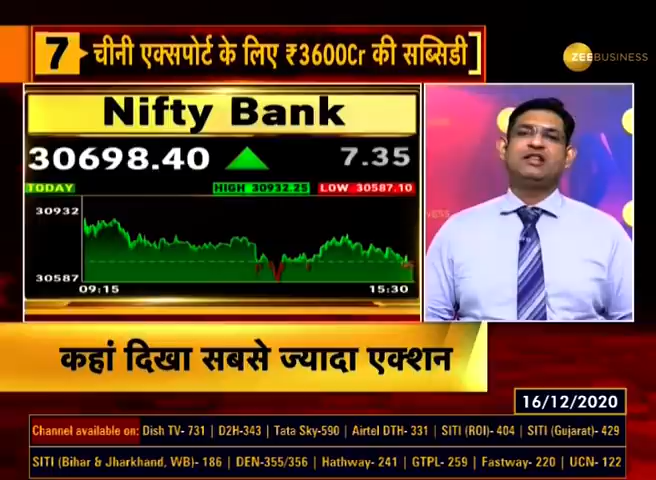 7 चीनी एक्सपोर्ट के लिए ₹3600Cr की सब्सिडी
ZEEBUSINESS
Nifty Bank
30698.40 7.35
TODAY HIGH 30932.25 LOW 30587.10
30932
30587
09:15 15:30
NESS
कहां दिखा सबसे ज्यादा एक्शन
16/12/2020
Channel available on: Dish TV- 731 | D2H-343 | Tata Sky-590 | Airtel DTH- 331 | SITI (ROI)- 404 | SITI (Gujarat)- 429
SITI (Bihar & Jharkhand, WB)- 186 | DEN-355/356 | Hathway- 241 | GTPL- 259 | Fastway- 220 | UCN- 122